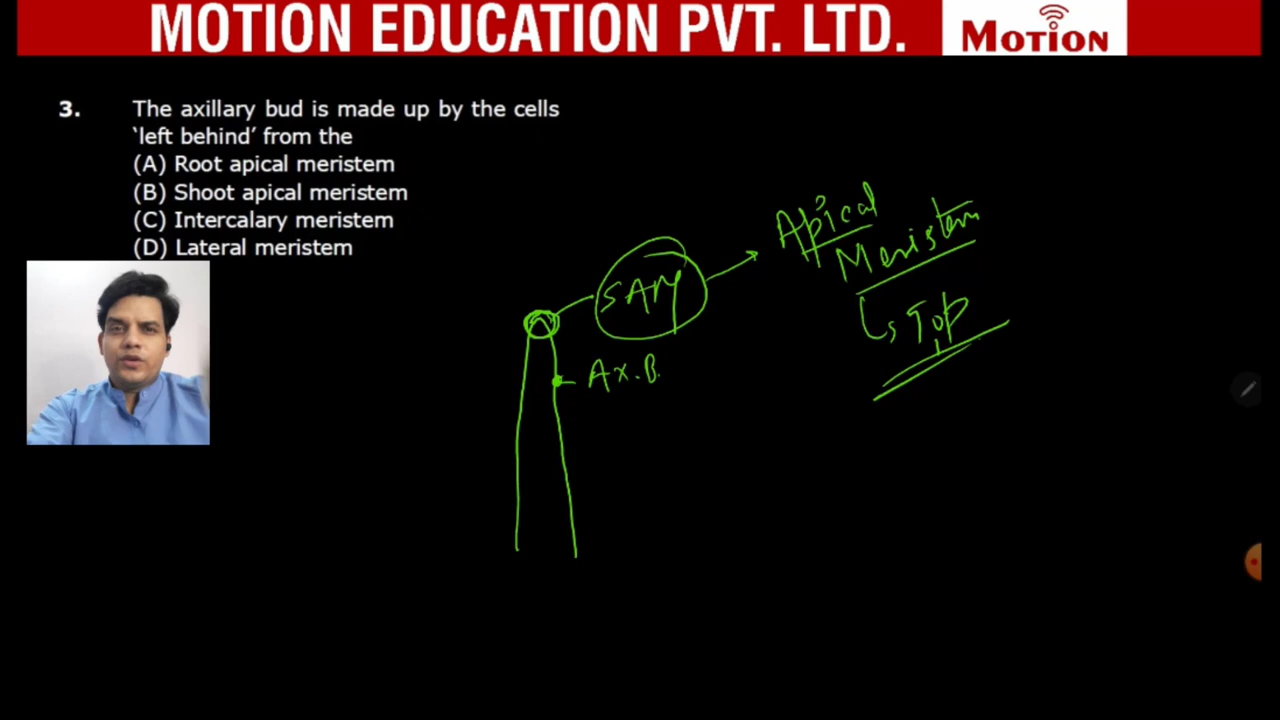 MOTION EDUCATION PVT. LTD.
MOTION
3. The axillary bud is made up by the cells
‘left behind’ from the
(A) Root apical meristem
(B) Shoot apical meristem
(C) Intercalary meristem
(D) Lateral meristem
SAM
Apical
Meristem
Top
Ax.B.